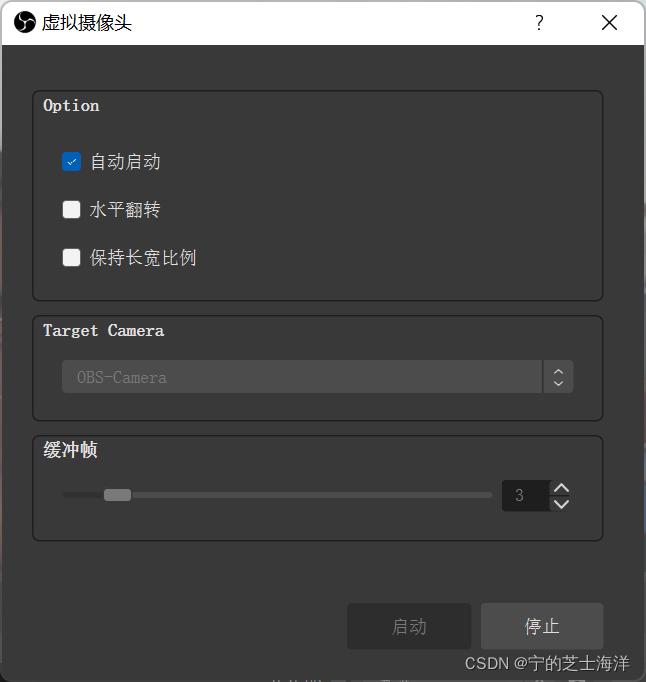 虚拟摄像头
Option
自动启动
水平翻转
保持长宽比例
Target Camera
OBS-Camera
缓冲帧
3
启动
停止
CSDN @宁的芝士海洋